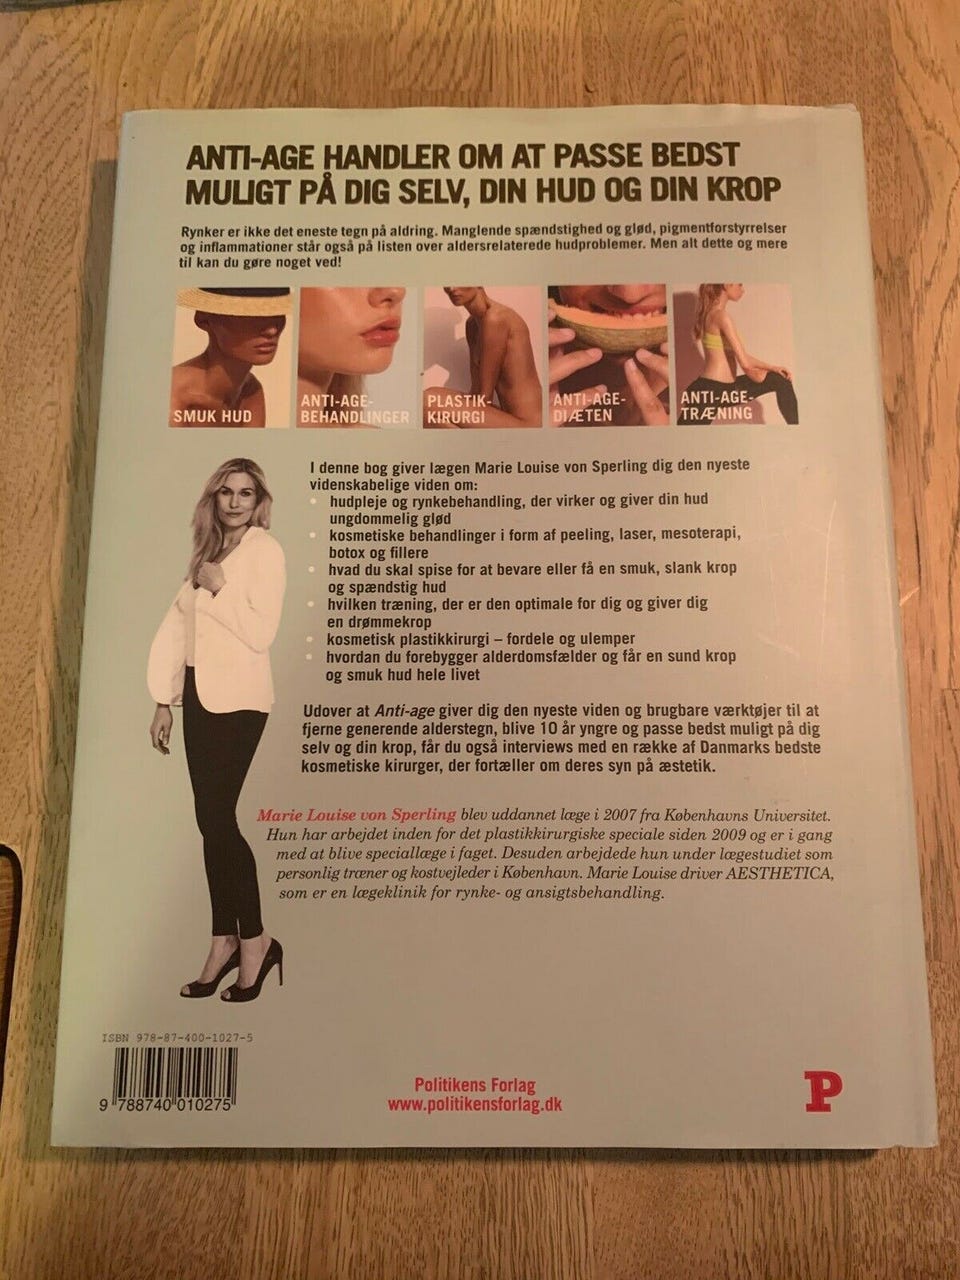 ANTI-AGE HANDLER OM AT PASSE BEDST
MULIGT PÅ DIG SELV, DIN HUD OG DIN KROP
Rynker er ikke det eneste tegn på aldring. Manglende spændstighed og glød, pigmentforstyrrelser
og inflammationer står også på listen over aldersrelaterede hudproblemer. Men alt dette og mere
til kan du gøre noget ved!
SMUK HUD
ANTI-AGE-
BEHANDLINGER
PLASTIK-
KIRURGI
ANTI-AGE-
DIÆTEN
ANTI-AGE-
TRÆNING
I denne bog giver lægen Marie Louise von Sperling dig den nyeste
videnskabelige viden om:
• hudpleje og rynkebehandling, der virker og giver din hud
ungdommelig glød
• kosmetiske behandlinger i form af peeling, laser, mesoterapi,
botox og fillere
• hvad du skal spise for at bevare eller få en smuk, slank krop
og spændstig hud
• hvilken træning, der er den optimale for dig og giver dig
en drømmekrop
• kosmetisk plastikkirurgi – fordele og ulemper
• hvordan du forebygger alderdomsfælder og får en sund krop
og smuk hud hele livet
Udover at Anti-age giver dig den nyeste viden og brugbare værktøjer til at
fjerne generende alderstegn, blive 10 år yngre og passe bedst muligt på dig
selv og din krop, får du også interviews med en række af Danmarks bedste
kosmetiske kirurger, der fortæller om deres syn på æstetik.
Marie Louise von Sperling blev uddannet læge i 2007 fra Københavns Universitet.
Hun har arbejdet inden for det plastikkirurgiske speciale siden 2009 og er i gang
med at blive speciallæge i faget. Desuden arbejdede hun under lægestudiet som
personlig træner og kostvejleder i København. Marie Louise driver AESTHETICA,
som er en lægeklinik for rynke- og ansigtsbehandling.
ISBN 978-87-400-1027-5
9 788740 010275
Politikens Forlag
www.politikensforlag.dk
P